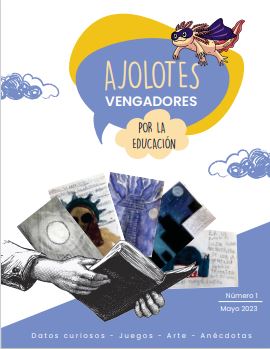 AJOLOTES
VENGADORES
POR LA
EDUCACIÓN
Número 1
Mayo 2023
Datos curiosos - Juegos - Arte - Anécdotas